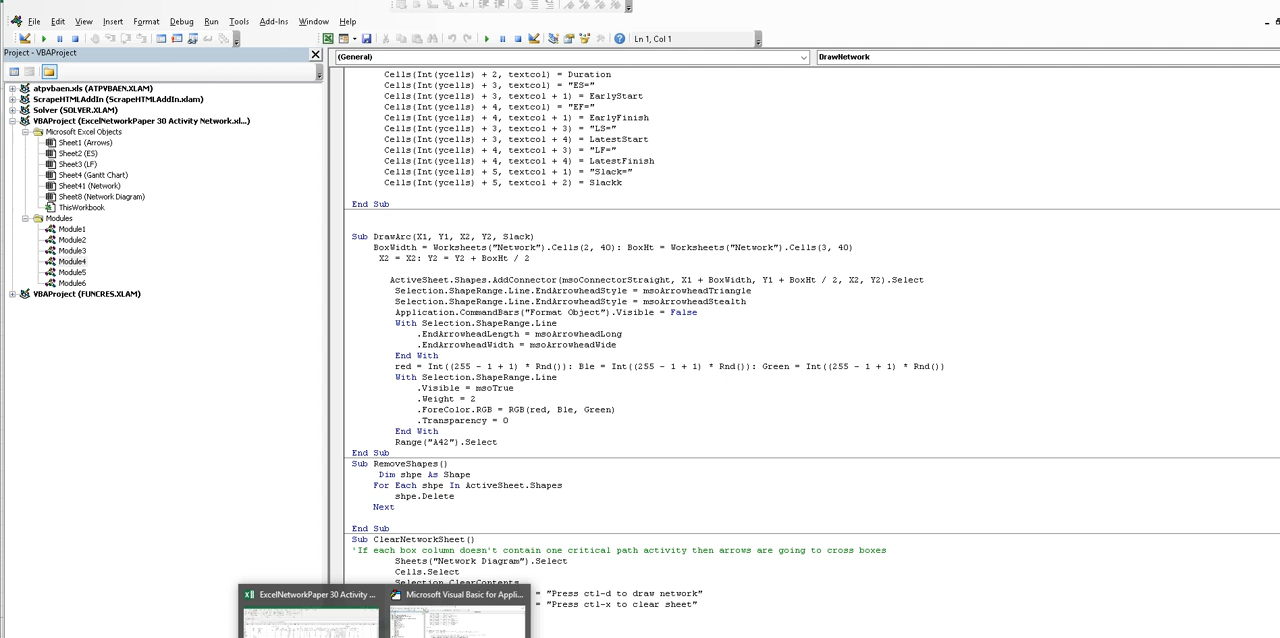 File Edit View Insert Format Debug Run Tools Add-Ins Window Help
Ln 1, Col 1
Project - VBAProject
(General) DrawNetwork
atpvbaen.xls (ATPVBAEN.XLAM)
ScrapeHTMLAddIn (ScrapeHTMLAddIn.xlam)
Solver (SOLVER.XLAM)
VBAProject (ExcelNetworkPaper 30 Activity Network.xl...)
Microsoft Excel Objects
Sheet1 (Arrows)
Sheet2 (ES)
Sheet3 (LF)
Sheet4 (Gantt Chart)
Sheet41 (Network)
Sheet8 (Network Diagram)
ThisWorkbook
Modules
Module1
Module2
Module3
Module4
Module5
Module6
VBAProject (FUNCRES.XLAM)
Cells(Int(ycells) + 2, textcol) = Duration
Cells(Int(ycells) + 3, textcol) = "ES="
Cells(Int(ycells) + 3, textcol + 1) = EarlyStart
Cells(Int(ycells) + 4, textcol) = "EF="
Cells(Int(ycells) + 4, textcol + 1) = EarlyFinish
Cells(Int(ycells) + 3, textcol + 3) = "LS="
Cells(Int(ycells) + 3, textcol + 4) = LatestStart
Cells(Int(ycells) + 4, textcol + 3) = "LF="
Cells(Int(ycells) + 4, textcol + 4) = LatestFinish
Cells(Int(ycells) + 5, textcol + 1) = "Slack="
Cells(Int(ycells) + 5, textcol + 2) = Slackk
End Sub
Sub DrawArc(X1, Y1, X2, Y2, Slack)
BoxWidth = Worksheets("Network").Cells(2, 40): BoxHt = Worksheets("Network").Cells(3, 40)
X2 = X2: Y2 = Y2 + BoxHt / 2
ActiveSheet.Shapes.AddConnector(msoConnectorStraight, X1 + BoxWidth, Y1 + BoxHt / 2, X2, Y2).Select
Selection.ShapeRange.Line.EndArrowheadStyle = msoArrowheadTriangle
Selection.ShapeRange.Line.EndArrowheadStyle = msoArrowheadStealth
Application.CommandBars("Format Object").Visible = False
With Selection.ShapeRange.Line
.EndArrowheadLength = msoArrowheadLong
.EndArrowheadWidth = msoArrowheadWide
End With
red = Int((255 - 1 + 1) * Rnd()): Ble = Int((255 - 1 + 1) * Rnd()): Green = Int((255 - 1 + 1) * Rnd())
With Selection.ShapeRange.Line
.Visible = msoTrue
.Weight = 2
.ForeColor.RGB = RGB(red, Ble, Green)
.Transparency = 0
End With
Range("A42").Select
End Sub
Sub RemoveShapes()
Dim shpe As Shape
For Each shpe In ActiveSheet.Shapes
shpe.Delete
Next
End Sub
Sub ClearNetworkSheet()
'If each box column doesn't contain one critical path activity then arrows are going to cross boxes
Sheets("Network Diagram").Select
Cells.Select
Selection.ClearContents
= "Press ctl-d to draw network"
= "Press ctl-x to clear sheet"
ExcelNetworkPaper 30 Activity ... Microsoft Visual Basic for Appli...